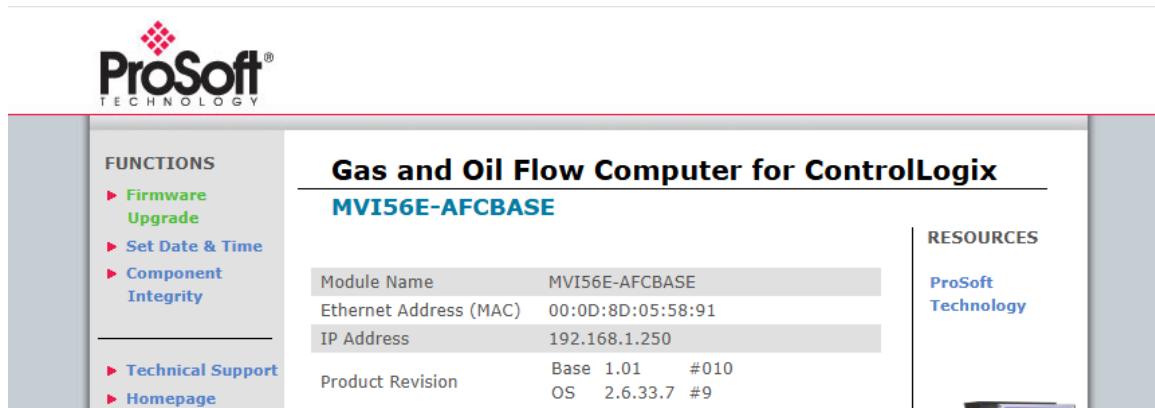 ProSoft®
TECHNOLOGY
FUNCTIONS
Firmware
Upgrade
Set Date & Time
Component
Integrity
Technical Support
Homepage
Gas and Oil Flow Computer for ControlLogix
MVI56E-AFCBASE
Module Name MVI56E-AFCBASE
Ethernet Address (MAC) 00:0D:8D:05:58:91
IP Address 192.168.1.250
Product Revision Base 1.01 #010
OS 2.6.33.7 #9
RESOURCES
ProSoft
Technology